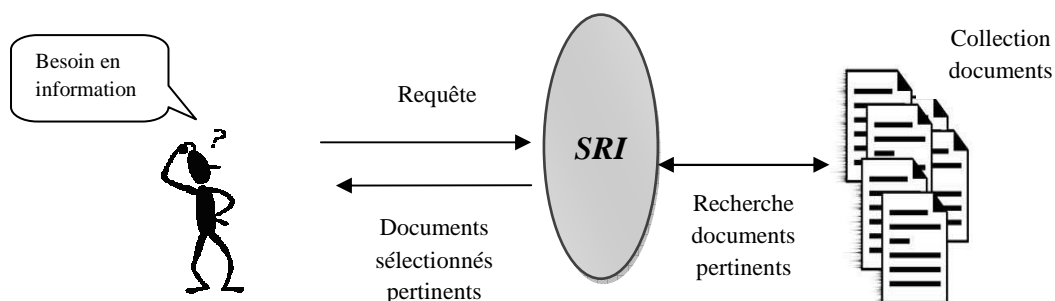 Besoin en
information
?
Requête
SRI
Collection
documents
Documents
sélectionnés
pertinents
Recherche
documents
pertinents